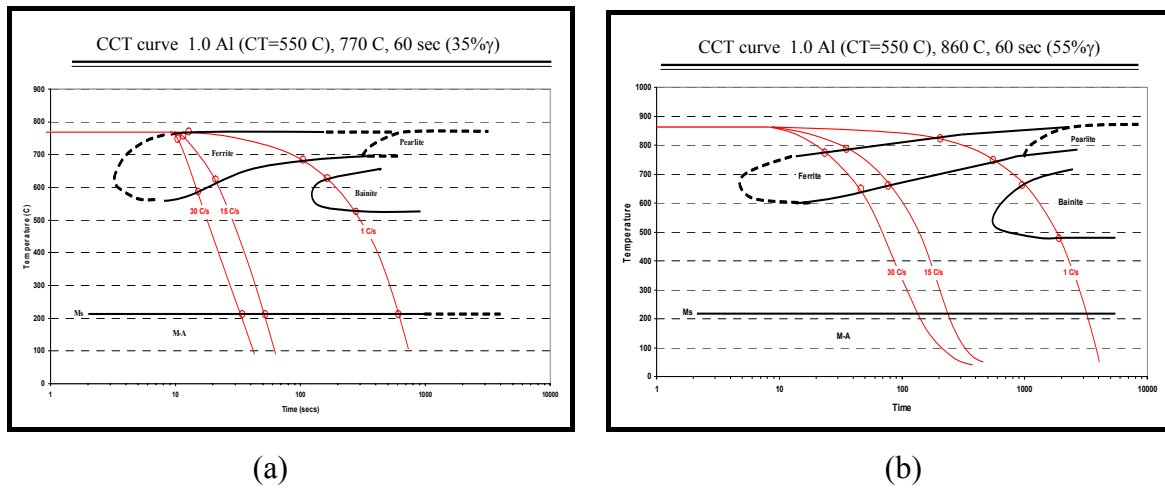 CCT curve 1.0 Al (CT=550 C), 770 C, 60 sec (35%γ)
900
800
700
600
500
400
300
200
100
0
Temperature (C)
Ferrite
Pearlite
Bainite
30 C/s
15 C/s
1 C/s
Ms
M-A
1
10
100
1000
10000
Time (secs)
(a)
CCT curve 1.0 Al (CT=550 C), 860 C, 60 sec (55%γ)
1000
900
800
700
600
500
400
300
200
100
0
Temperature
Pearlite
Ferrite
Bainite
30 C/s
15 C/s
1 C/s
Ms
M-A
1
10
100
1000
10000
Time
(b)